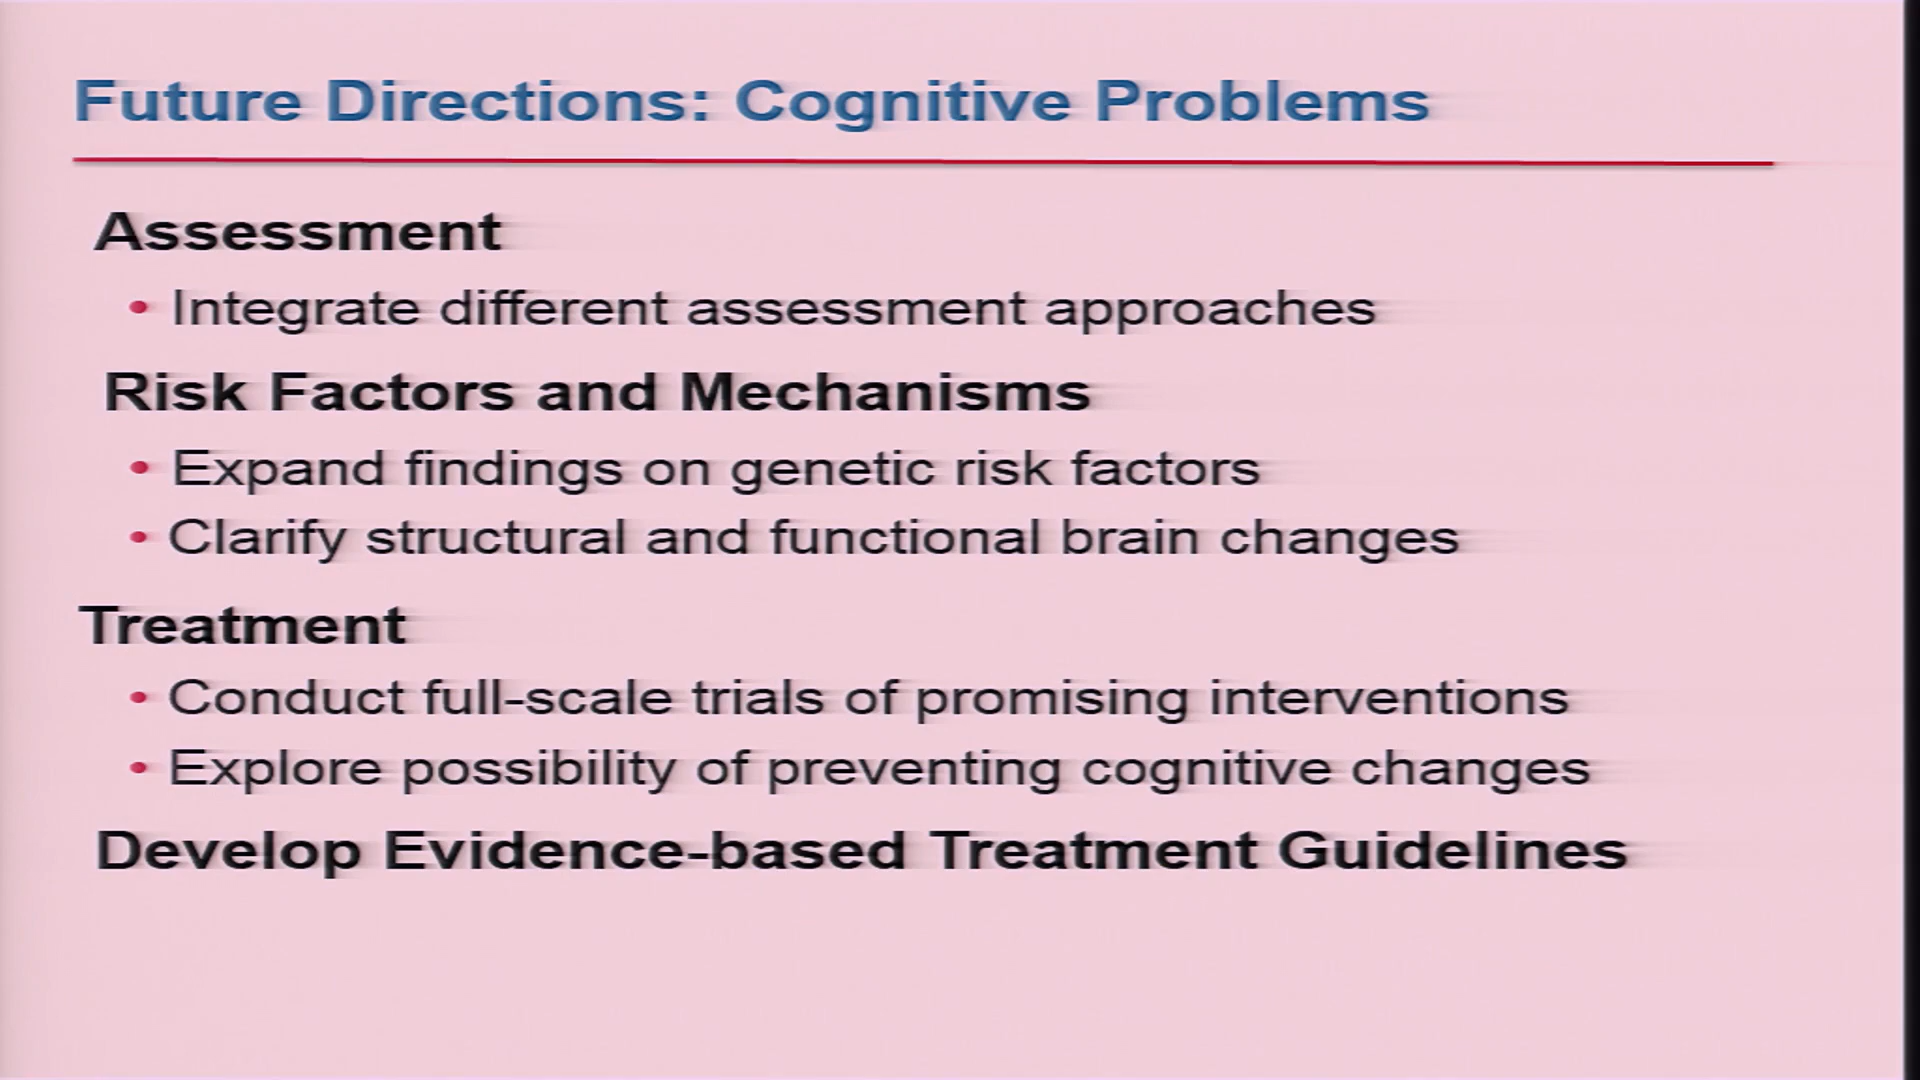 Future Directions: Cognitive Problems
Assessment
• Integrate different assessment approaches
Risk Factors and Mechanisms
• Expand findings on genetic risk factors
• Clarify structural and functional brain changes
Treatment
• Conduct full-scale trials of promising interventions
• Explore possibility of preventing cognitive changes
Develop Evidence-based Treatment Guidelines